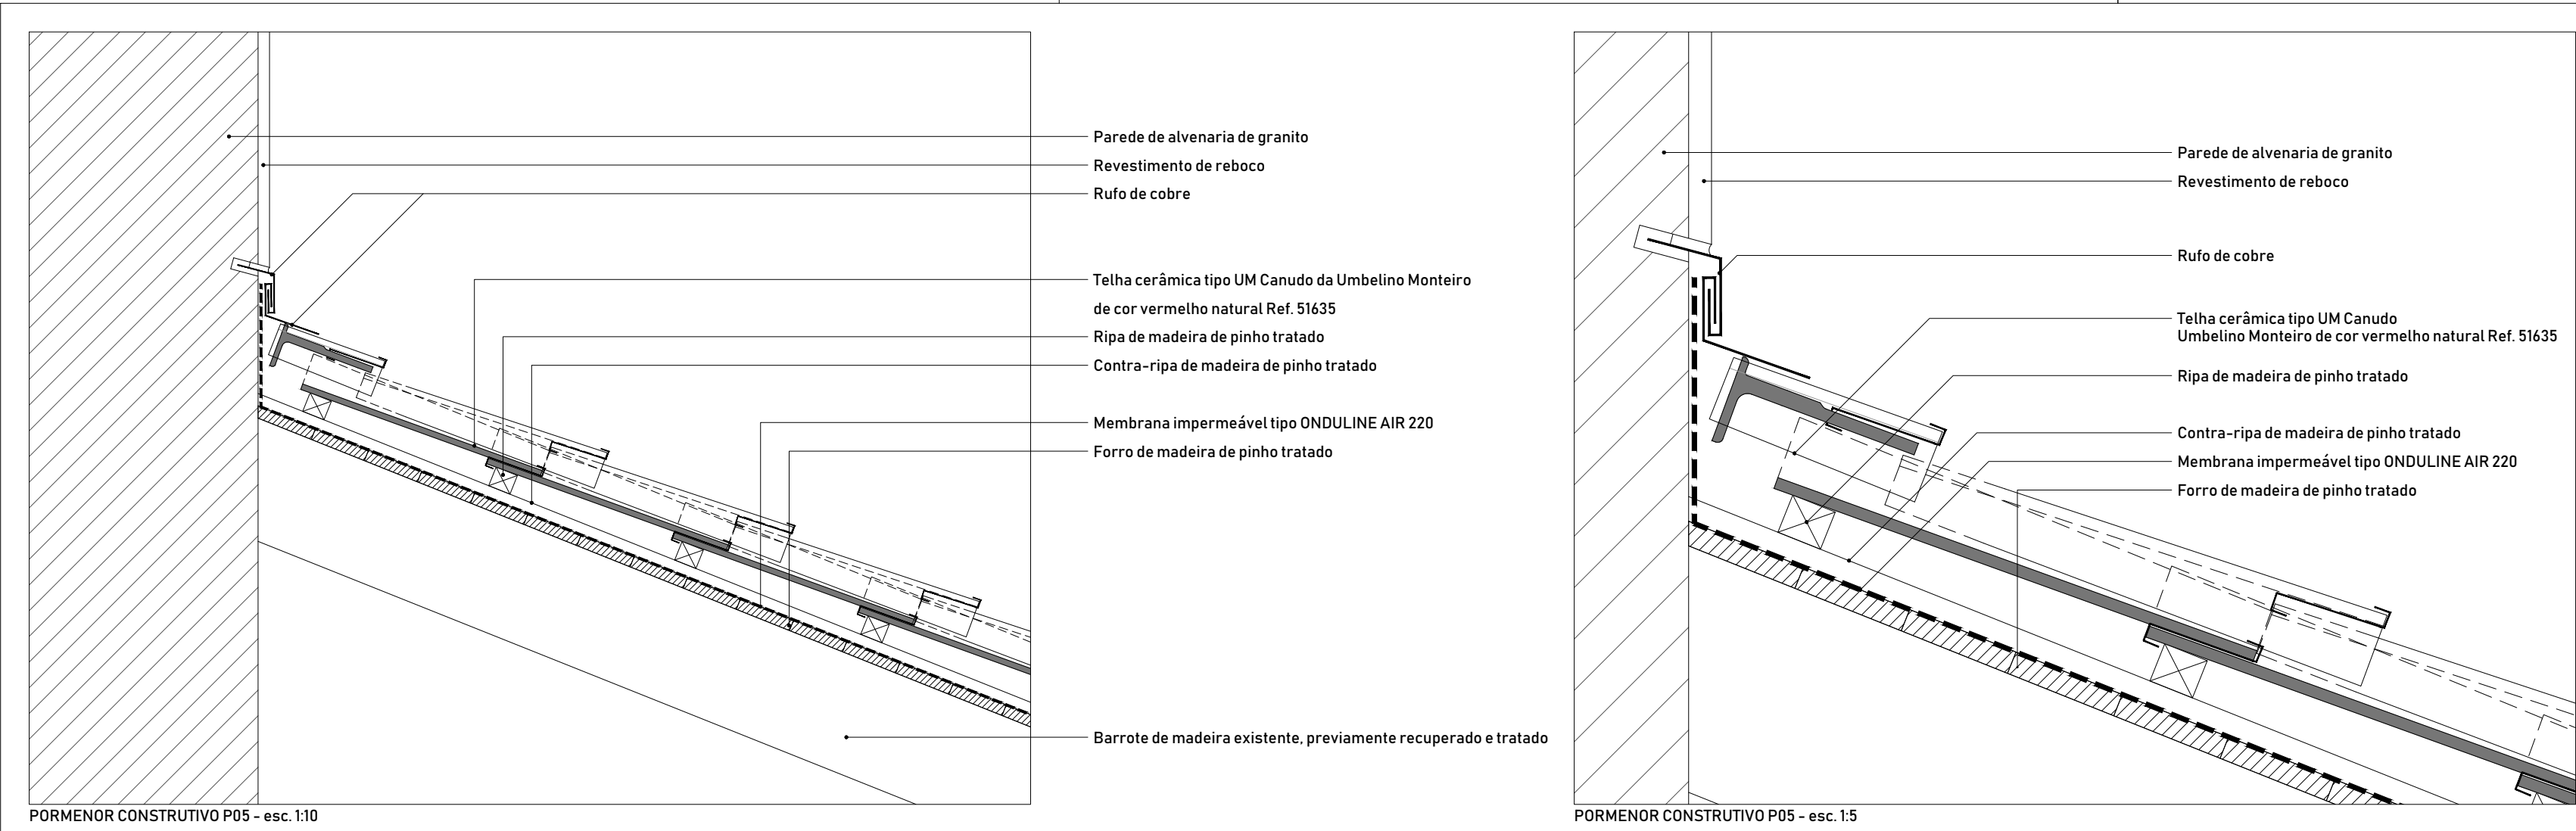 Parede de alvenaria de granito
Revestimento de reboco
Rufo de cobre
Telha cerâmica tipo UM Canudo da Umbelino Monteiro
de cor vermelho natural Ref. 51635
Ripa de madeira de pinho tratado
Contra-ripa de madeira de pinho tratado
Membrana impermeável tipo ONDULINE AIR 220
Forro de madeira de pinho tratado
Barrote de madeira existente, previamente recuperado e tratado
PORMENOR CONSTRUTIVO P05 - esc. 1:10
Parede de alvenaria de granito
Revestimento de reboco
Rufo de cobre
Telha cerâmica tipo UM Canudo
Umbelino Monteiro de cor vermelho natural Ref. 51635
Ripa de madeira de pinho tratado
Contra-ripa de madeira de pinho tratado
Membrana impermeável tipo ONDULINE AIR 220
Forro de madeira de pinho tratado
PORMENOR CONSTRUTIVO P05 - esc. 1:5